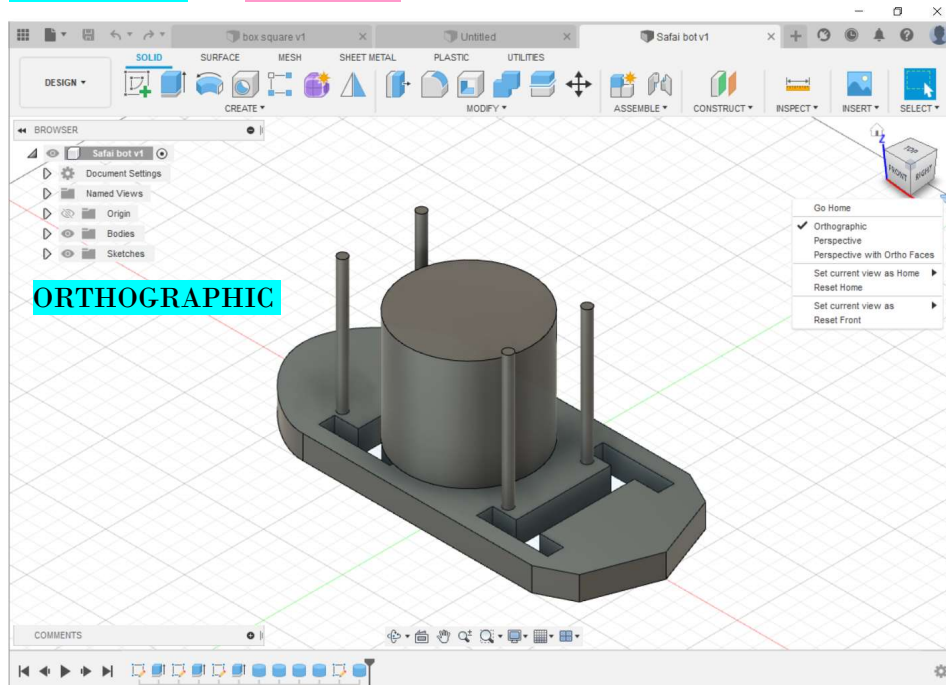 box square v1
Untitled
Safai bot v1
DESIGN
SOLID SURFACE MESH SHEET METAL PLASTIC UTILITIES
CREATE MODIFY ASSEMBLE CONSTRUCT INSPECT INSERT SELECT
BROWSER
Safai bot v1
Document Settings
Named Views
Origin
Bodies
Sketches
ORTHOGRAPHIC
Z
TOP
FRONT RIGHT
Go Home
Orthographic
Perspective
Perspective with Ortho Faces
Set current view as Home
Reset Home
Set current view as
Reset Front
COMMENTS